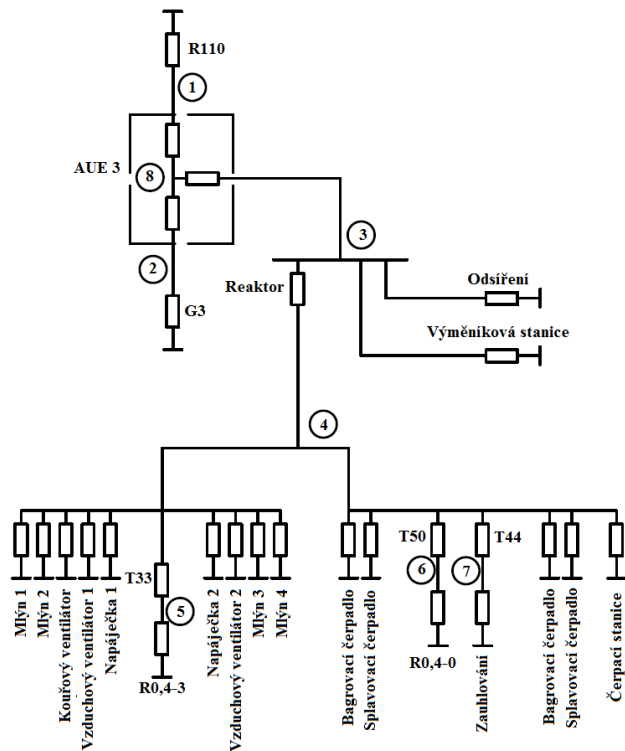 R110
1
AUE 3
8
3
2
Reaktor
Odsíření
G3
Výměníková stanice
4
T33
T50
T44
5
6
7
Mlýn 1
Mlýn 2
Kouřový ventilátor
Vzduchový ventilátor 1
Napáječka 1
R0,4-3
Napáječka 2
Vzduchový ventilátor 2
Mlýn 3
Mlýn 4
Bagrovací čerpadlo
Splavovací čerpadlo
R0,4-0
Zauhlování
Bagrovací čerpadlo
Splavovací čerpadlo
Čerpací stanice